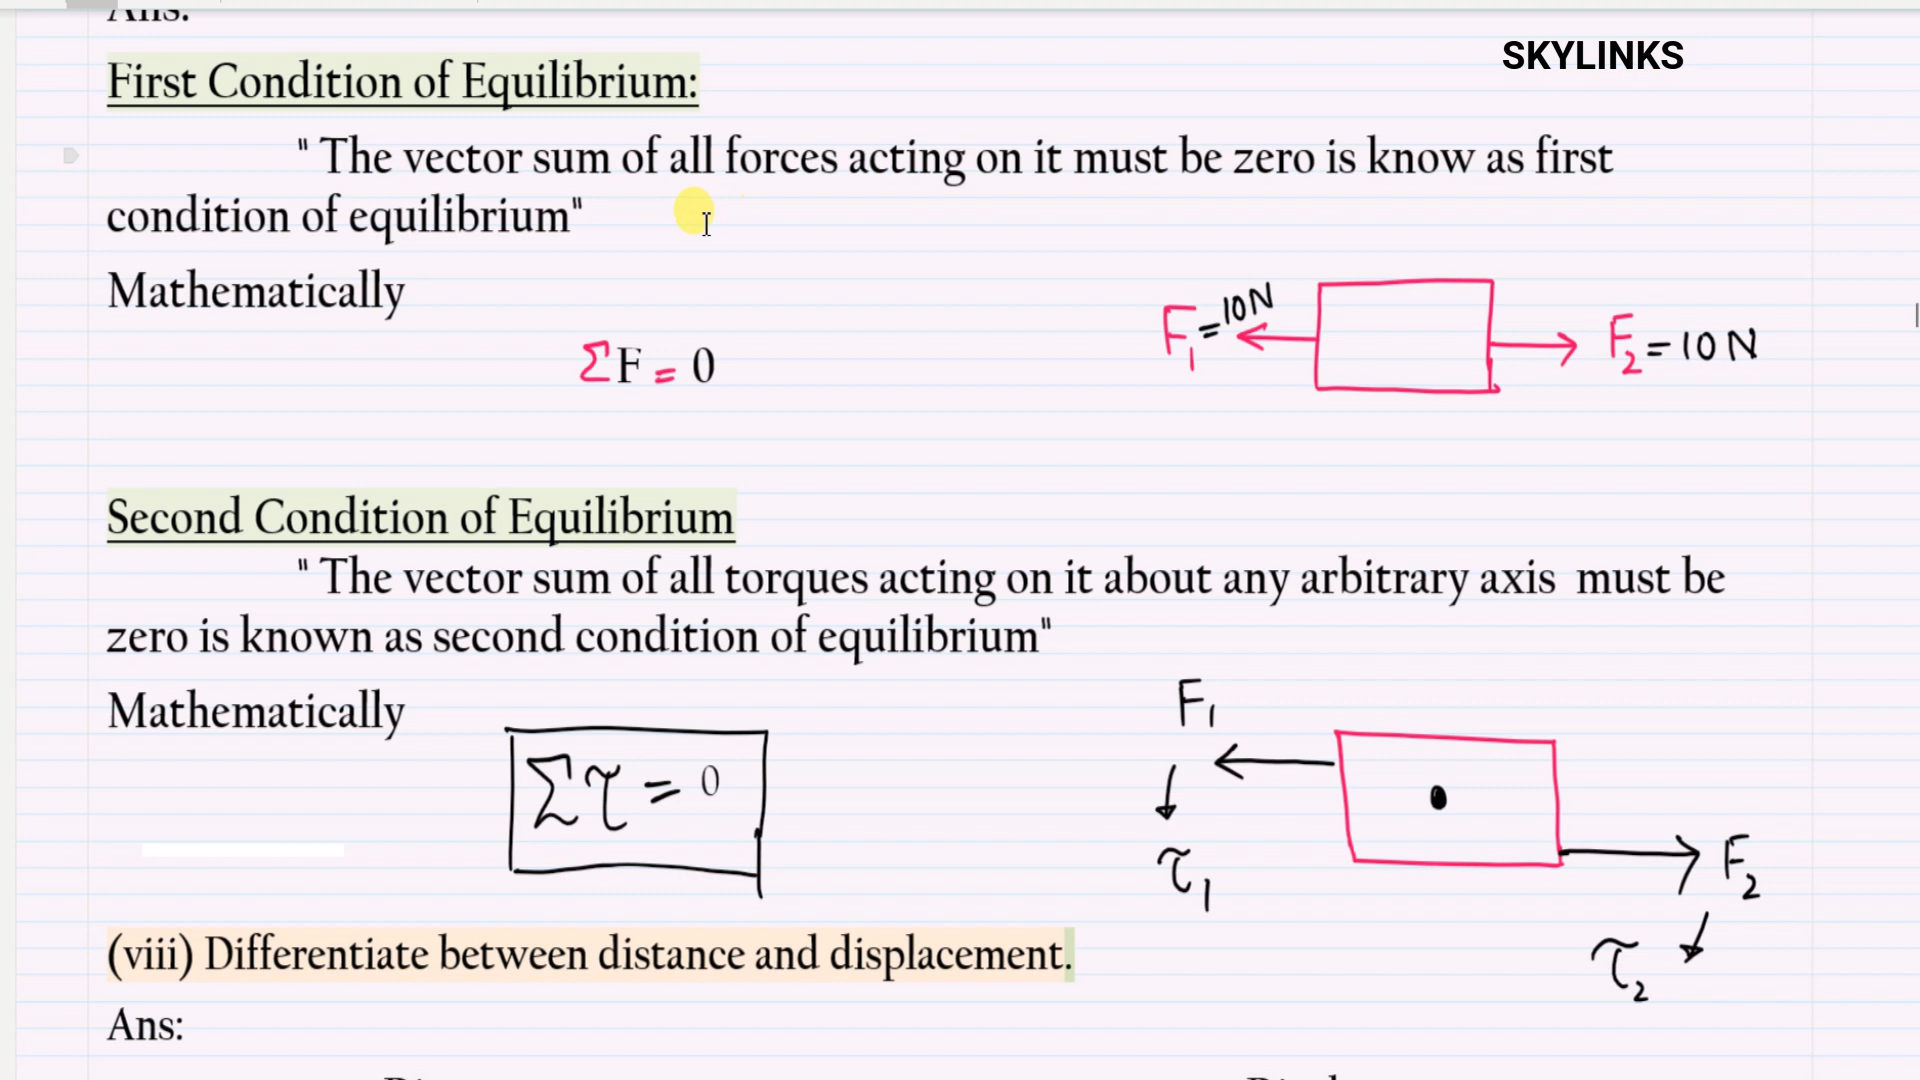 Ans:
First Condition of Equilibrium:
SKYLINKS
" The vector sum of all forces acting on it must be zero is know as first
condition of equilibrium"
Mathematically
F₁ = 10N
F₂ = 10 N
ΣF = 0
Second Condition of Equilibrium
" The vector sum of all torques acting on it about any arbitrary axis must be
zero is known as second condition of equilibrium"
F₁
Mathematically
Στ = 0
F₂
τ₁
(viii) Differentiate between distance and displacement.
τ₂
Ans: